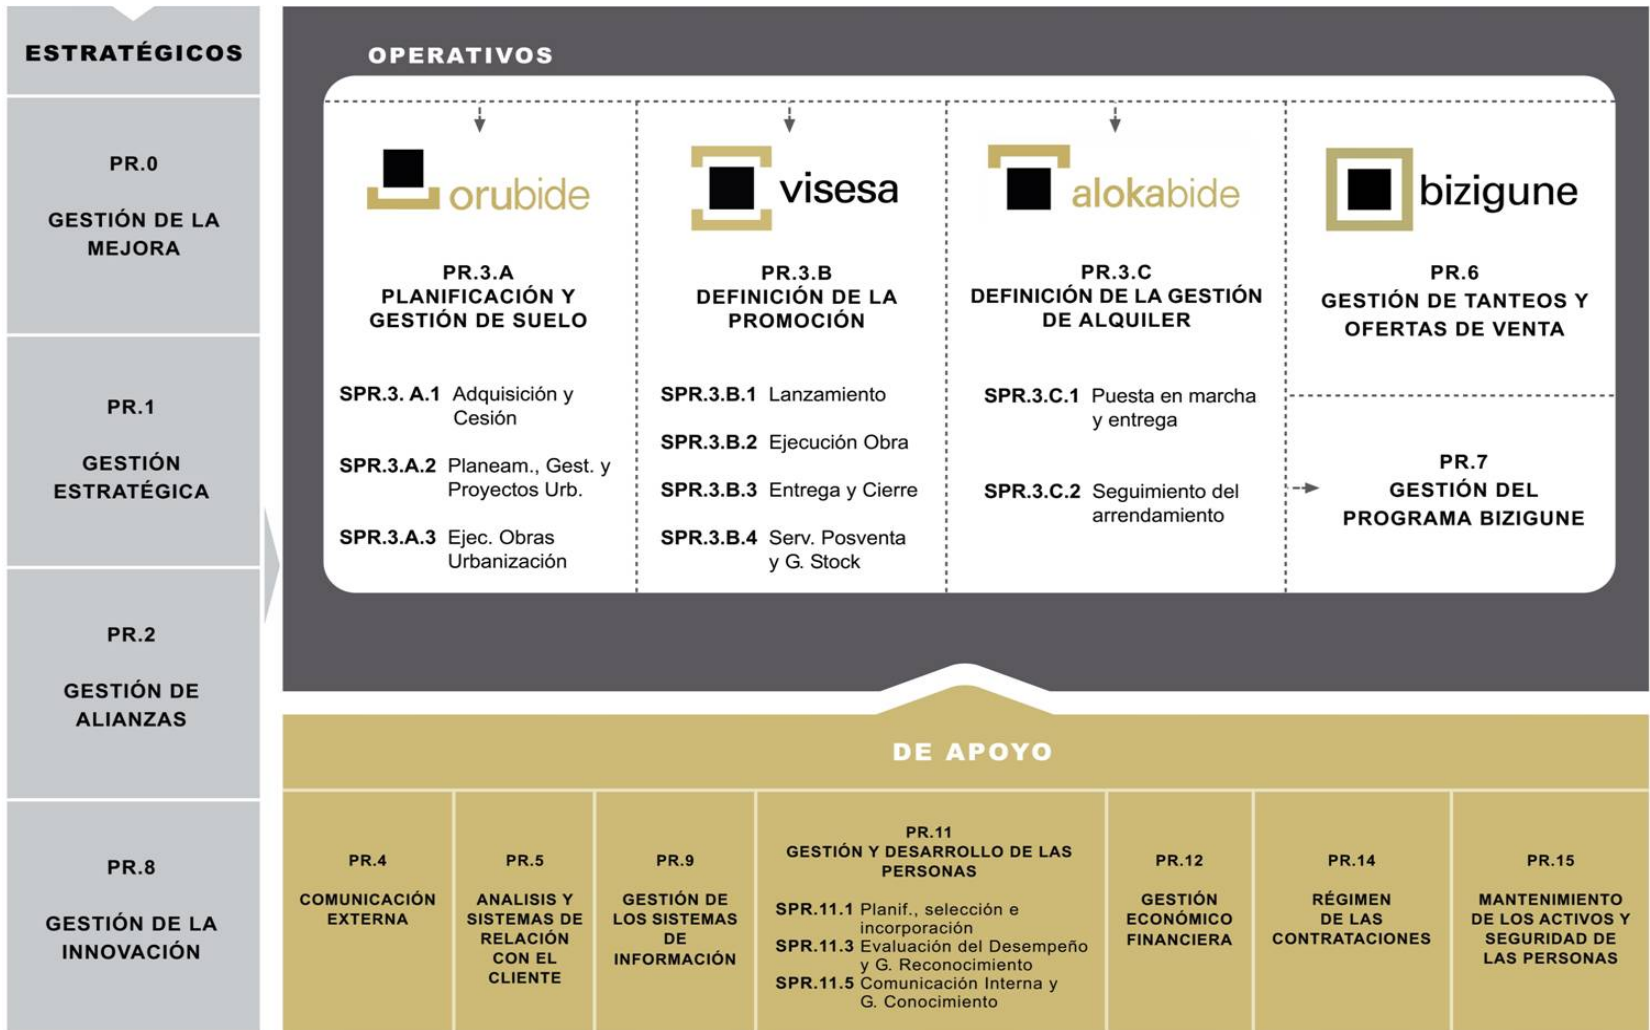 ESTRATÉGICOS
PR.0
GESTIÓN DE LA
MEJORA
PR.1
GESTIÓN
ESTRATÉGICA
PR.2
GESTIÓN DE
ALIANZAS
PR.8
GESTIÓN DE LA
INNOVACIÓN
OPERATIVOS
orubide
PR.3.A
PLANIFICACIÓN Y
GESTIÓN DE SUELO
SPR.3. A.1 Adquisición y
Cesión
SPR.3.A.2 Planeam., Gest. y
Proyectos Urb.
SPR.3.A.3 Ejec. Obras
Urbanización
visesa
PR.3.B
DEFINICIÓN DE LA
PROMOCIÓN
SPR.3.B.1 Lanzamiento
SPR.3.B.2 Ejecución Obra
SPR.3.B.3 Entrega y Cierre
SPR.3.B.4 Serv. Posventa
y G. Stock
alokabide
PR.3.C
DEFINICIÓN DE LA GESTIÓN
DE ALQUILER
SPR.3.C.1 Puesta en marcha
y entrega
SPR.3.C.2 Seguimiento del
arrendamiento
bizigune
PR.6
GESTIÓN DE TANTEOS Y
OFERTAS DE VENTA
PR.7
GESTIÓN DEL
PROGRAMA BIZIGUNE
DE APOYO
PR.4
COMUNICACIÓN
EXTERNA
PR.5
ANALISIS Y
SISTEMAS DE
RELACIÓN
CON EL
CLIENTE
PR.9
GESTIÓN DE
LOS SISTEMAS
DE
INFORMACIÓN
PR.11
GESTIÓN Y DESARROLLO DE LAS
PERSONAS
SPR.11.1 Planif., selección e
incorporación
SPR.11.3 Evaluación del Desempeño
y G. Reconocimiento
SPR.11.5 Comunicación Interna y
G. Conocimiento
PR.12
GESTIÓN
ECONÓMICO
FINANCIERA
PR.14
RÉGIMEN
DE LAS
CONTRATACIONES
PR.15
MANTENIMIENTO
DE LOS ACTIVOS Y
SEGURIDAD DE
LAS PERSONAS